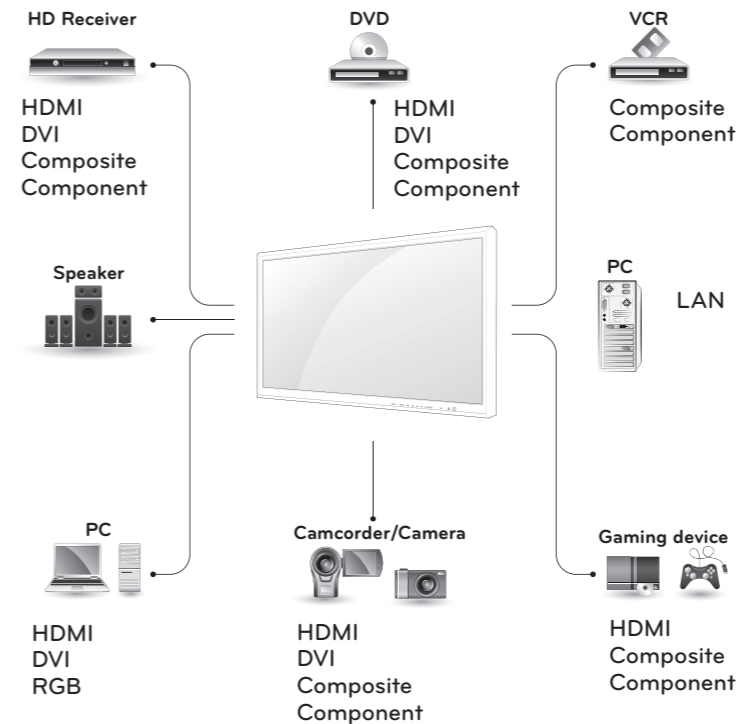 HD Receiver
HDMI
DVI
Composite
Component
DVD
HDMI
DVI
Composite
Component
VCR
Composite
Component
Speaker
PC
LAN
PC
HDMI
DVI
RGB
Camcorder/Camera
HDMI
DVI
Composite
Component
Gaming device
HDMI
Composite
Component